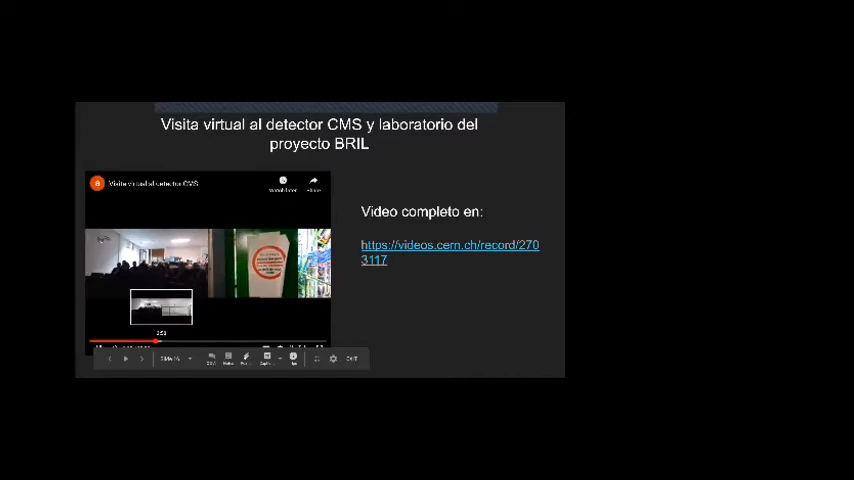 Visita virtual al detector CMS y laboratorio del
proyecto BRIL
a Visita virtual al detector CMS
Video completo en:
https://videos.cern.ch/record/270
3117
EXIT